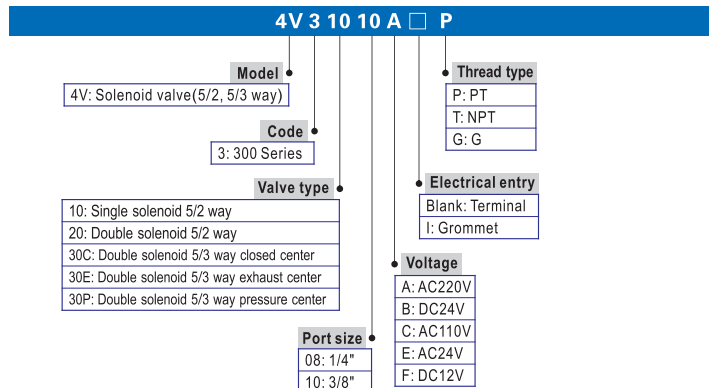 4V 3 10 10 A □ P
Model
4V: Solenoid valve(5/2, 5/3 way)
Code
3: 300 Series
Valve type
10: Single solenoid 5/2 way
20: Double solenoid 5/2 way
30C: Double solenoid 5/3 way closed center
30E: Double solenoid 5/3 way exhaust center
30P: Double solenoid 5/3 way pressure center
Port size
08: 1/4"
10: 3/8"
Voltage
A: AC220V
B: DC24V
C: AC110V
E: AC24V
F: DC12V
Electrical entry
Blank: Terminal
I: Grommet
Thread type
P: PT
T: NPT
G: G